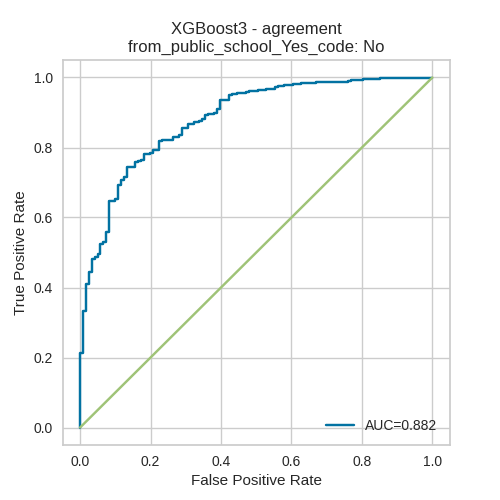 XGBoost3 - agreement
from_public_school_Yes_code: No
True Positive Rate
1.0
0.8
0.6
0.4
0.2
0.0
AUC=0.882
0.0 0.2 0.4 0.6 0.8 1.0
False Positive Rate